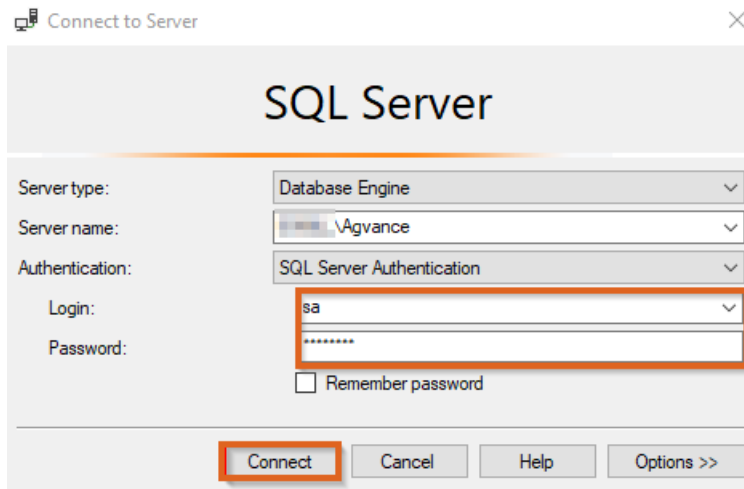 Connect to Server
SQL Server
Server type: Database Engine
Server name: \Agvance
Authentication: SQL Server Authentication
Login: sa
Password: ********
Remember password
Connect Cancel Help Options >>